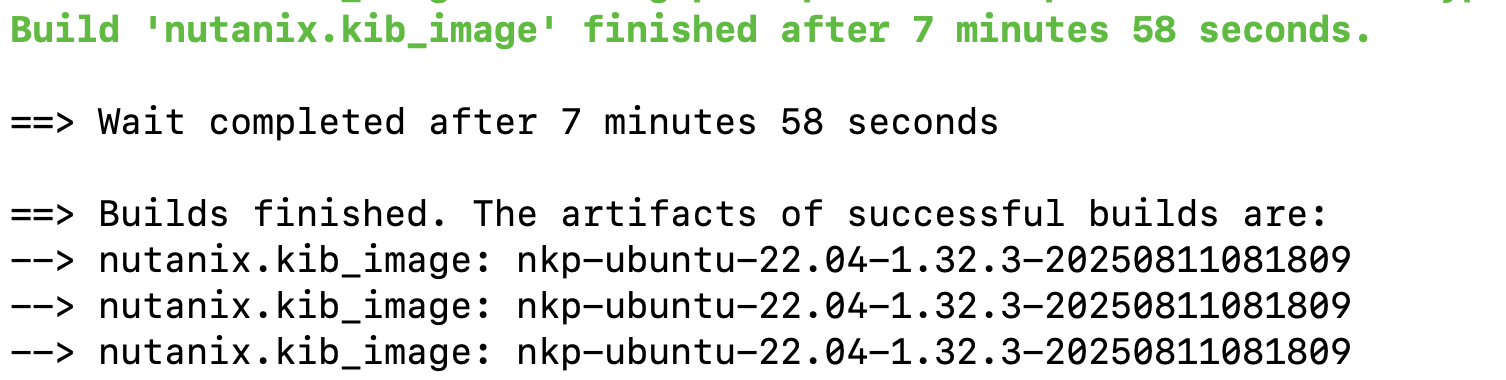 Build 'nutanix.kib_image' finished after 7 minutes 58 seconds.
==> Wait completed after 7 minutes 58 seconds
==> Builds finished. The artifacts of successful builds are:
--> nutanix.kib_image: nkp-ubuntu-22.04-1.32.3-20250811081809
--> nutanix.kib_image: nkp-ubuntu-22.04-1.32.3-20250811081809
--> nutanix.kib_image: nkp-ubuntu-22.04-1.32.3-20250811081809